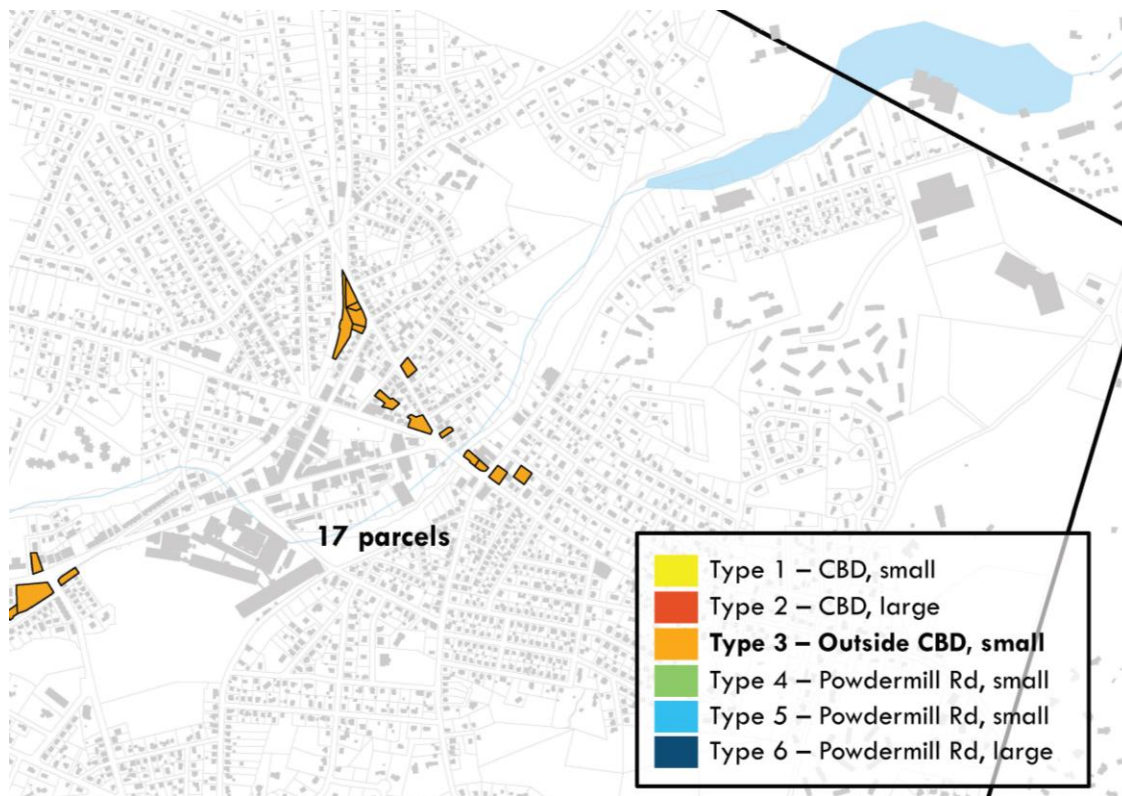 17 parcels
Type 1 – CBD, small
Type 2 – CBD, large
Type 3 – Outside CBD, small
Type 4 – Powdermill Rd, small
Type 5 – Powdermill Rd, small
Type 6 – Powdermill Rd, large